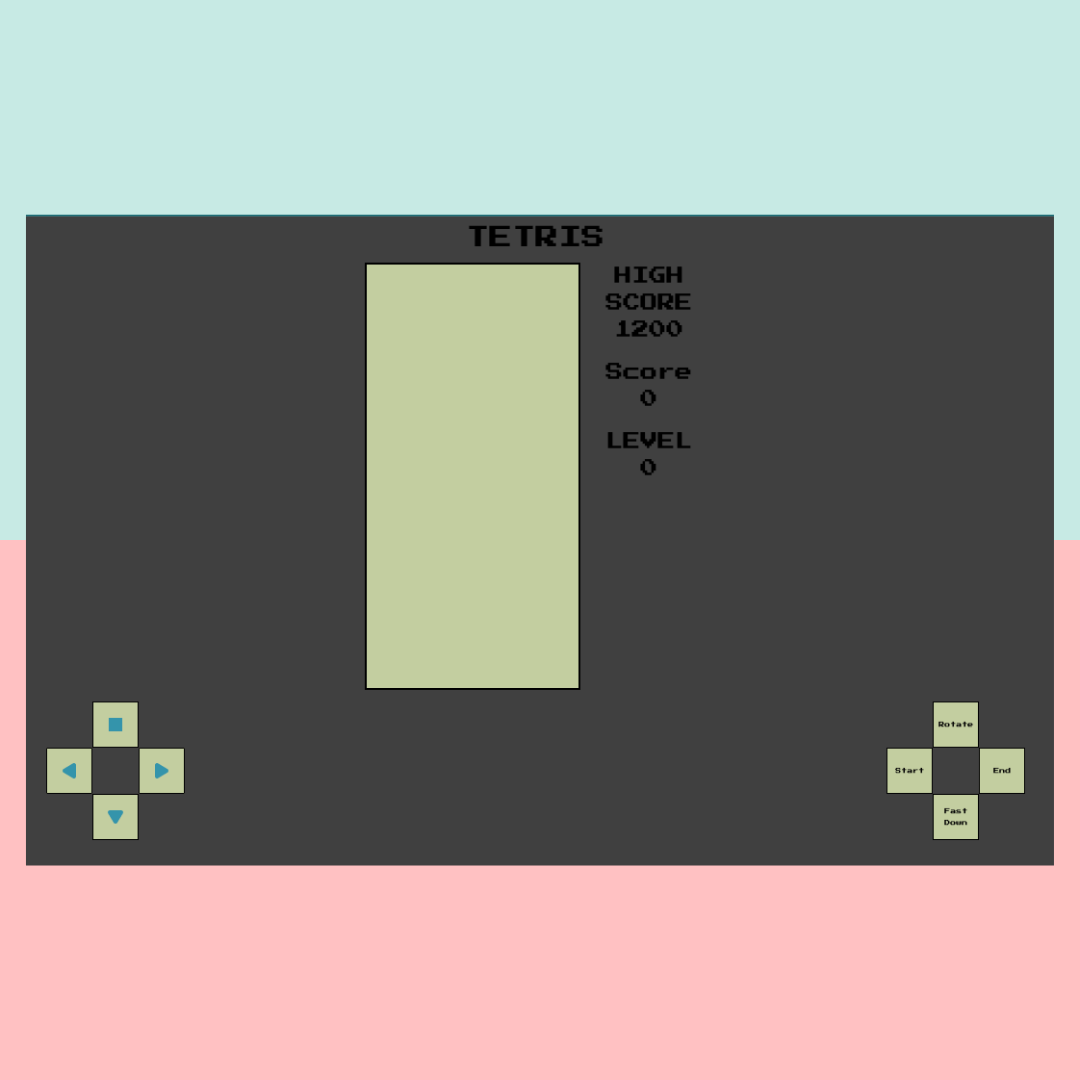 TETRIS
HIGH
SCORE
1200
Score
0
LEVEL
0
Rotate
Start
End
Fast
Down